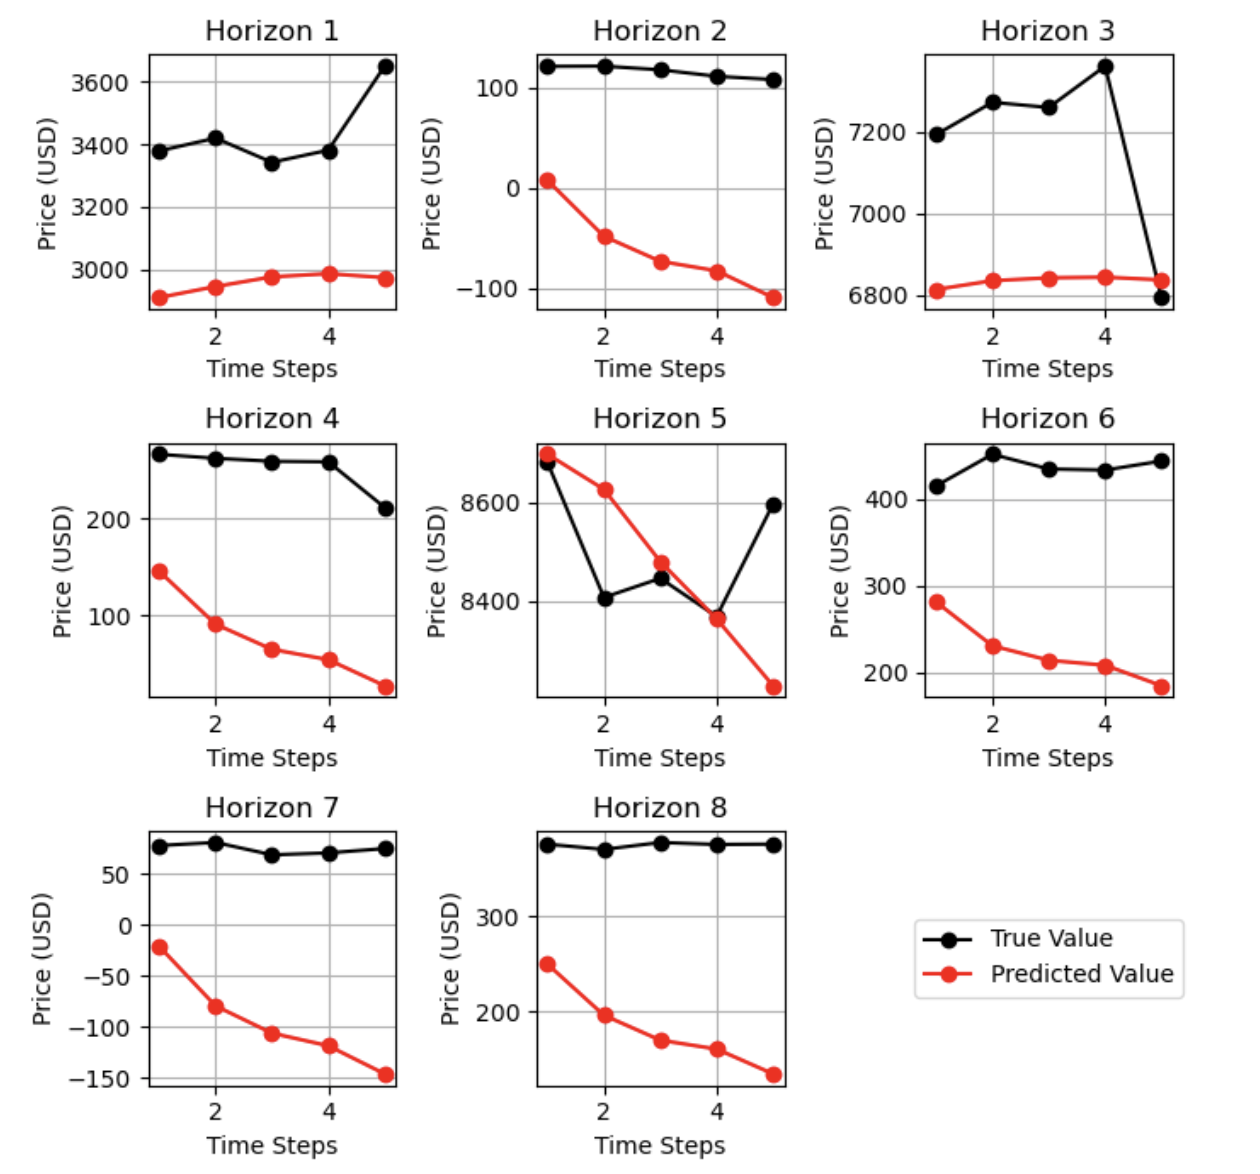 Horizon 1
Price (USD)
3600
3400
3200
3000
2
4
Time Steps
Horizon 2
Price (USD)
100
0
−100
2
4
Time Steps
Horizon 3
Price (USD)
7200
7000
6800
2
4
Time Steps
Horizon 4
Price (USD)
200
100
2
4
Time Steps
Horizon 5
Price (USD)
8600
8400
2
4
Time Steps
Horizon 6
Price (USD)
400
300
200
2
4
Time Steps
Horizon 7
Price (USD)
50
0
−50
−100
−150
2
4
Time Steps
Horizon 8
Price (USD)
300
200
2
4
Time Steps
True Value
Predicted Value